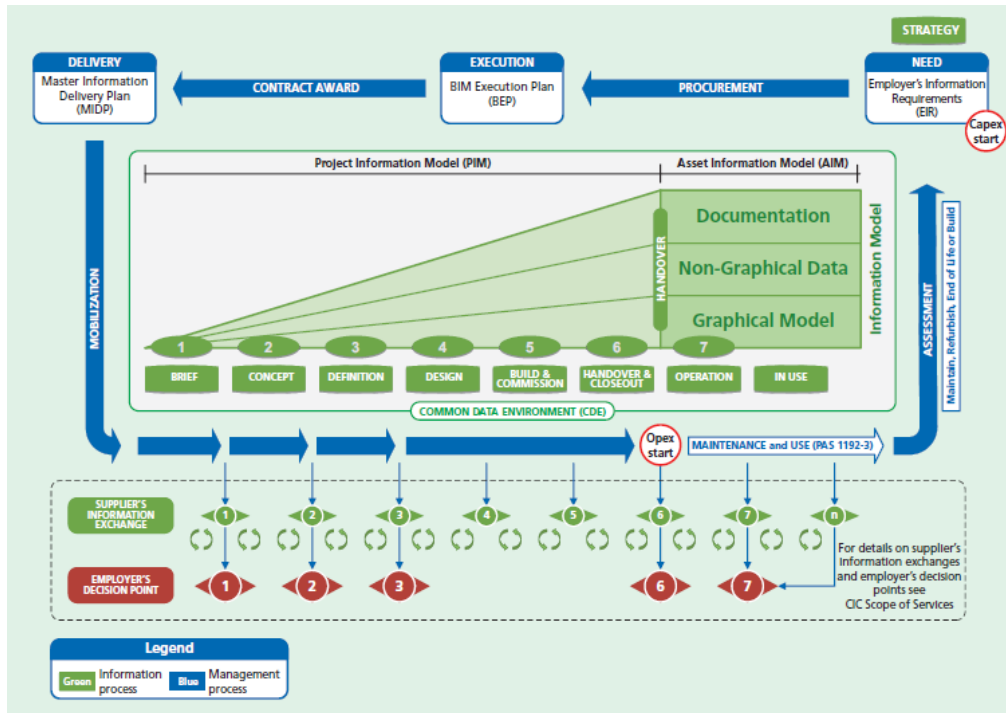 STRATEGY
DELIVERY
Master Information
Delivery Plan
(MIDP)
CONTRACT AWARD
EXECUTION
BIM Execution Plan
(BEP)
PROCUREMENT
NEED
Employer's Information
Requirements
(EIR)
Capex
start
Project Information Model (PIM)
Asset Information Model (AIM)
MOBILIZATION
HANDOVER
Documentation
Non-Graphical Data
Graphical Model
Information Model
ASSESSMENT
Maintain, Refurbish, End of Life or Build
1
2
3
4
5
6
7
BRIEF
CONCEPT
DEFINITION
DESIGN
BUILD &
COMMISSION
HANDOVER &
CLOSEOUT
OPERATION
IN USE
COMMON DATA ENVIRONMENT (CDE)
Opex
start
MAINTENANCE and USE (PAS 1192-3)
SUPPLIER'S
INFORMATION
EXCHANGE
1
2
3
4
5
6
7
n
For details on supplier's
information exchanges
and employer's decision
points see
CIC Scope of Services
EMPLOYER'S
DECISION POINT
1
2
3
6
7
Legend
Green Information
process
Blue Management
process